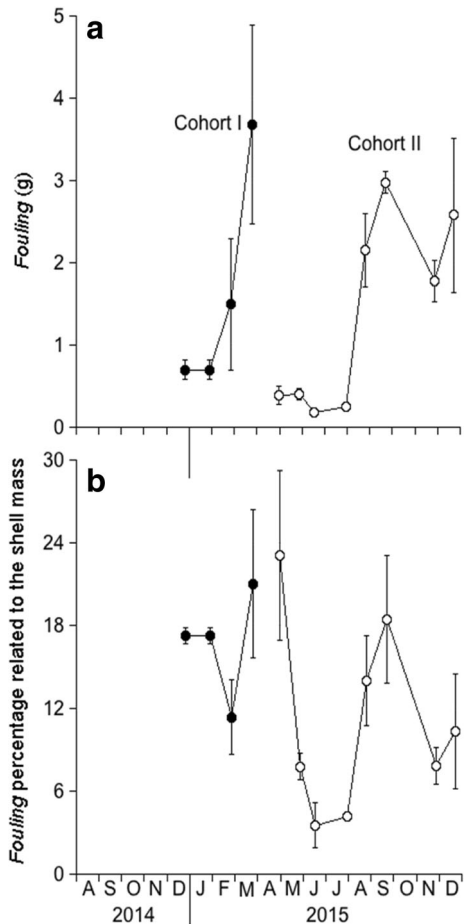 a
5
4
3
2
1
0
Fouling (g)
Cohort I
Cohort II
b
30
24
18
12
6
0
Fouling percentage related to the shell mass
A S O N D J F M A M J J A S O N D
2014 2015